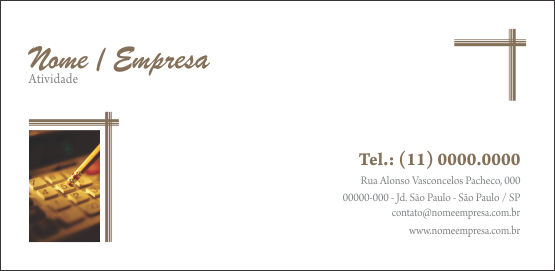 Nome / Empresa
Atividade
Tel.: (11) 0000.0000
Rua Alonso Vasconcelos Pacheco, 000
00000-000 - Jd. São Paulo - São Paulo / SP
contato@nomeempresa.com.br
www.nomeempresa.com.br